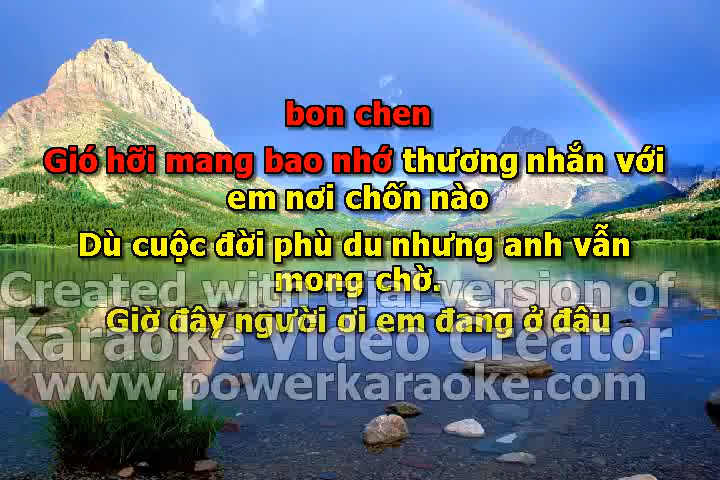 bon chen
Gió hỡi mang bao nhớ thương nhắn với
em nơi chốn nào
Dù cuộc đời phù du nhưng anh vẫn
mong chờ.
Created with trial version of
Giờ đây người ơi em đang ở đâu
Karaoke Video Creator
www.powerkaraoke.com